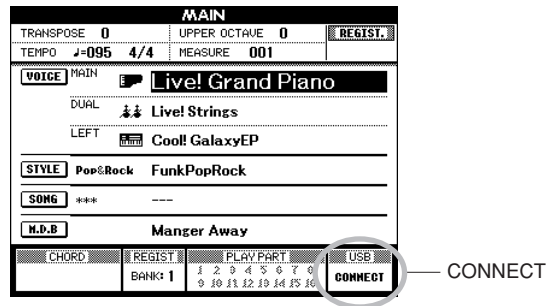 MAIN
TRANSPOSE 0 UPPER OCTAVE 0 REGIST.
TEMPO ♩=095 4/4 MEASURE 001
VOICE MAIN Live! Grand Piano
DUAL Live! Strings
LEFT Cool! GalaxyEP
STYLE Pop&Rock FunkPopRock
SONG *** ---
M.D.B Manger Away
CHORD REGIST PLAY PART USB
BANK: 1 1 2 3 4 5 6 7 8 CONNECT
9 10 11 12 13 14 15 16
CONNECT